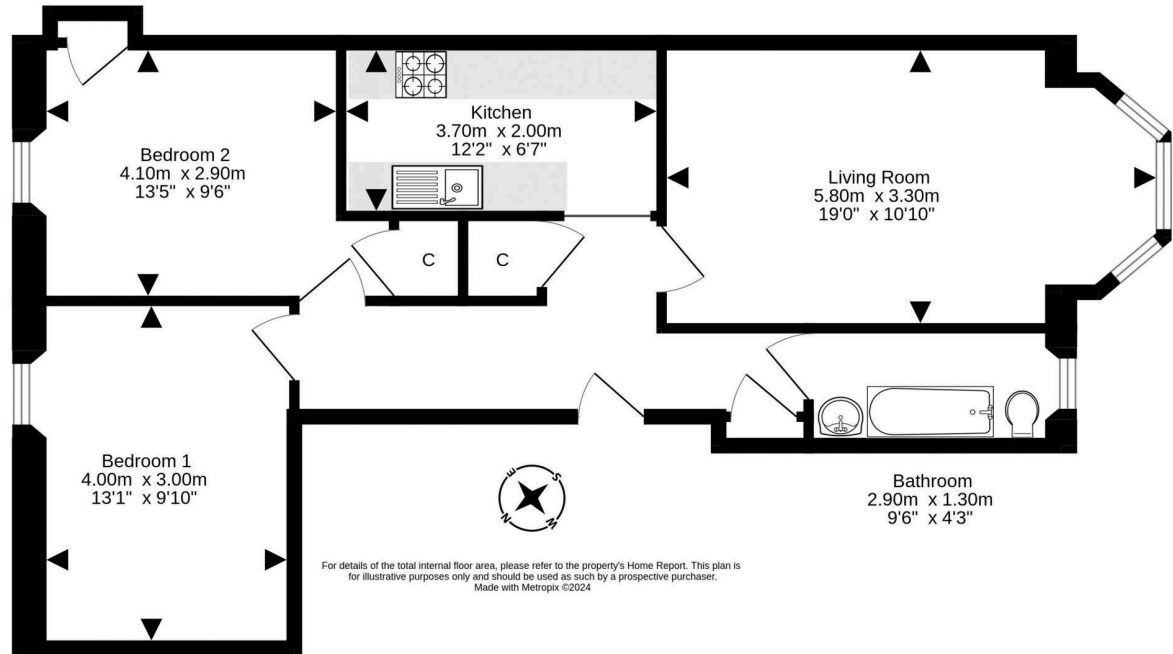 Bedroom 2
4.10m x 2.90m
13'5" x 9'6"
Kitchen
3.70m x 2.00m
12'2" x 6'7"
Living Room
5.80m x 3.30m
19'0" x 10'10"
C
C
Bedroom 1
4.00m x 3.00m
13'1" x 9'10"
Bathroom
2.90m x 1.30m
9'6" x 4'3"
E
S
N
W
For details of the total internal floor area, please refer to the property's Home Report. This plan is
for illustrative purposes only and should be used as such by a prospective purchaser.
Made with Metropix ©2024